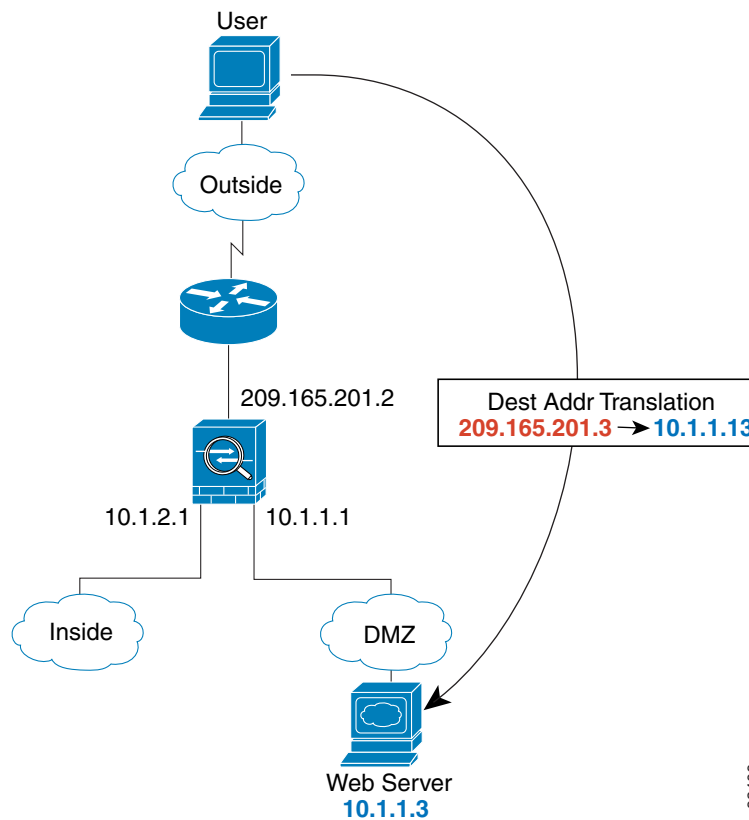 User
Outside
209.165.201.2
Dest Addr Translation
209.165.201.3 10.1.1.13
10.1.2.1 10.1.1.1
Inside
DMZ
Web Server
10.1.1.3